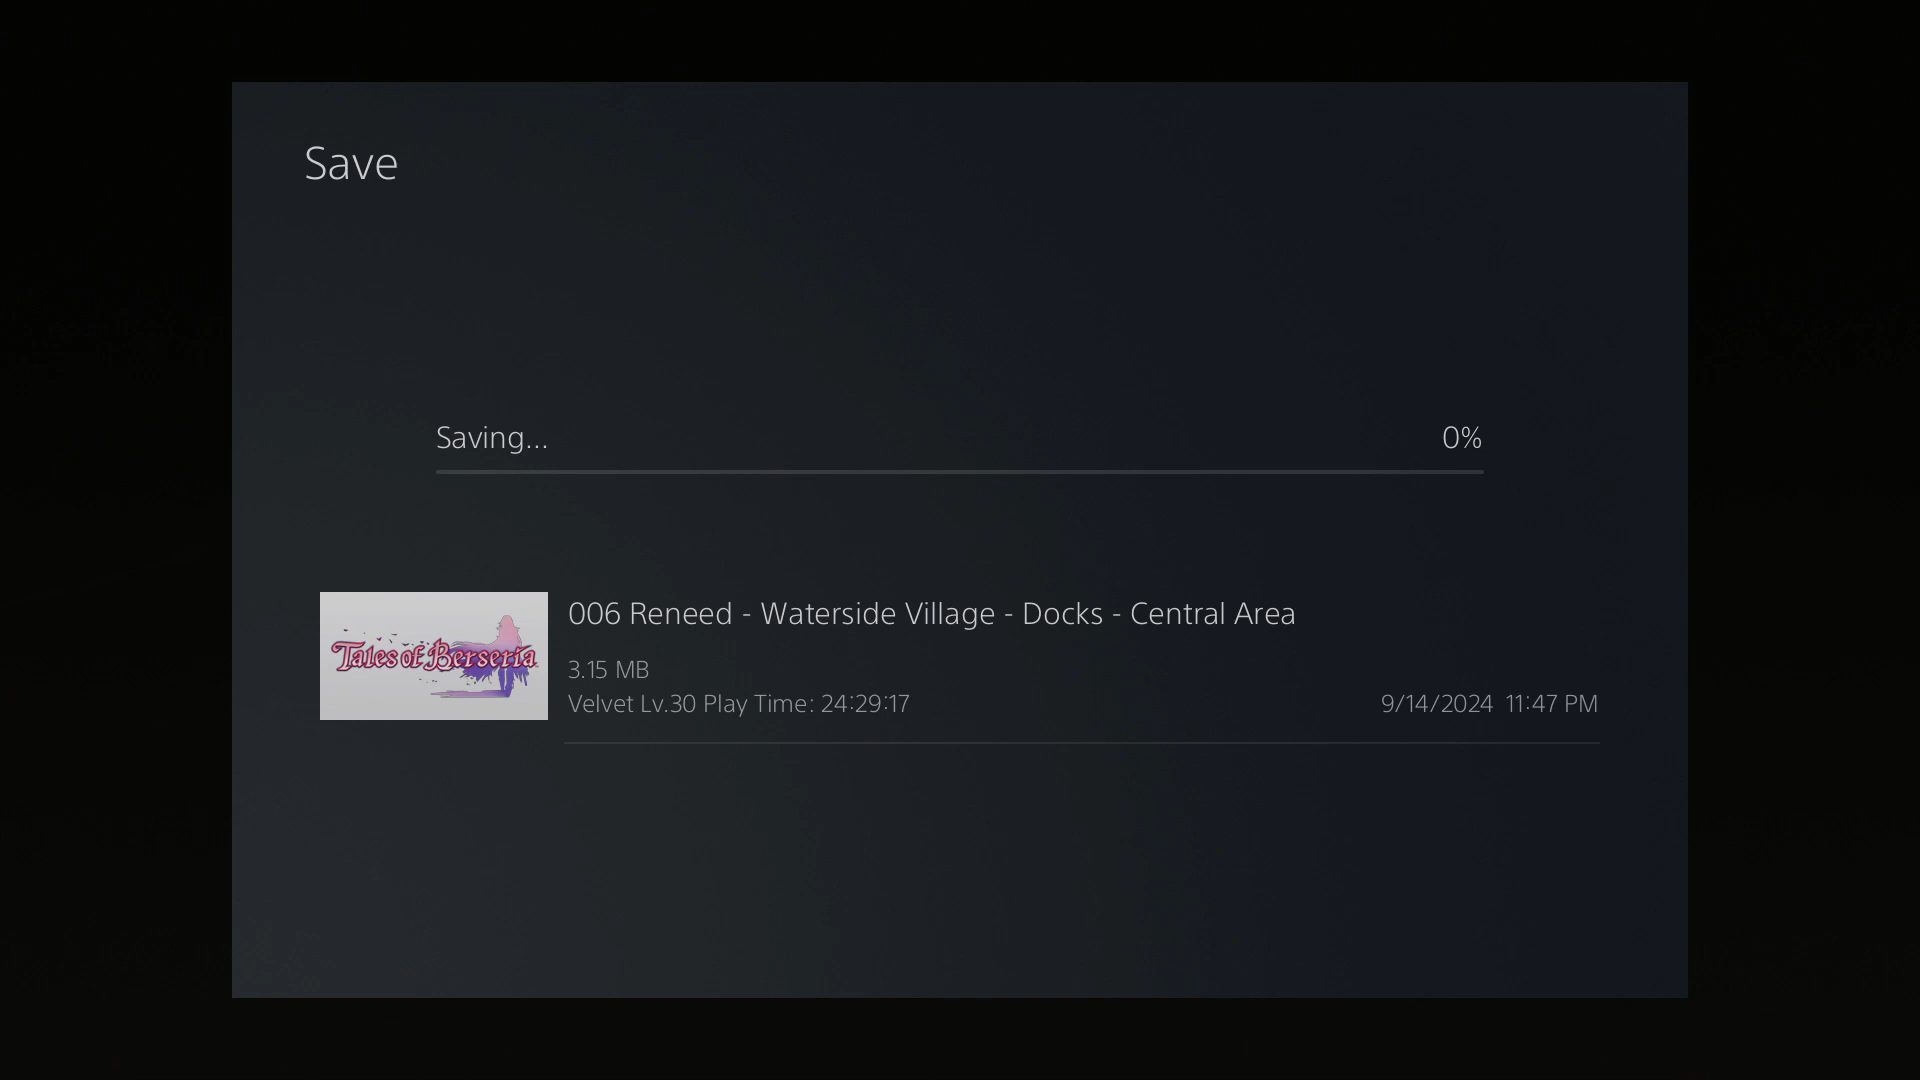 Save
Saving...
0%
Tales of Berseria
006 Reneed - Waterside Village - Docks - Central Area
3.15 MB
Velvet Lv.30 Play Time: 24:29:17
9/14/2024 11:47 PM